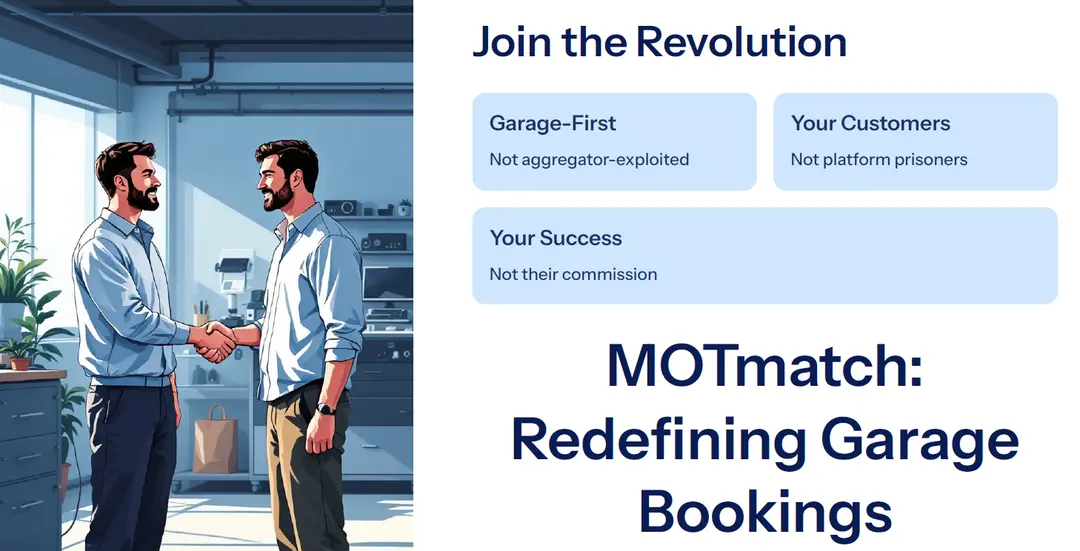 Join the Revolution
Garage-First
Not aggregator-exploited
Your Customers
Not platform prisoners
Your Success
Not their commission
MOTmatch:
Redefining Garage
Bookings